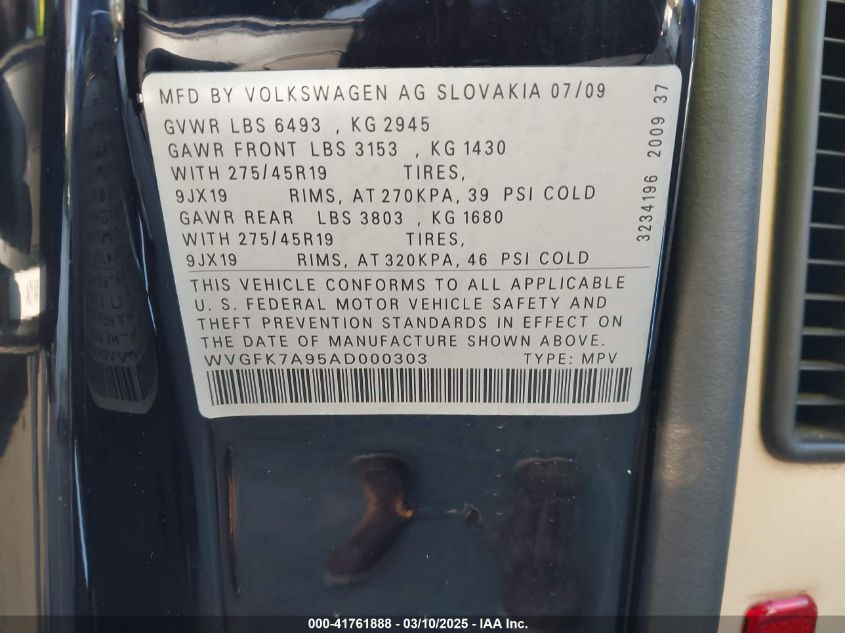 MFD BY VOLKSWAGEN AG SLOVAKIA 07/09
GVWR LBS 6493 , KG 2945
GAWR FRONT LBS 3153 , KG 1430
WITH 275/45R19 TIRES,
9JX19 RIMS, AT 270KPA, 39 PSI COLD
GAWR REAR LBS 3803 , KG 1680
WITH 275/45R19 TIRES,
9JX19 RIMS, AT 320KPA, 46 PSI COLD
THIS VEHICLE CONFORMS TO ALL APPLICABLE
U. S. FEDERAL MOTOR VEHICLE SAFETY AND
THEFT PREVENTION STANDARDS IN EFFECT ON
THE DATE OF MANUFACTURE SHOWN ABOVE.
WVGFK7A95AD000303 TYPE: MPV
3234196 2009 37
000-41761888 - 03/10/2025 - IAA, Inc.